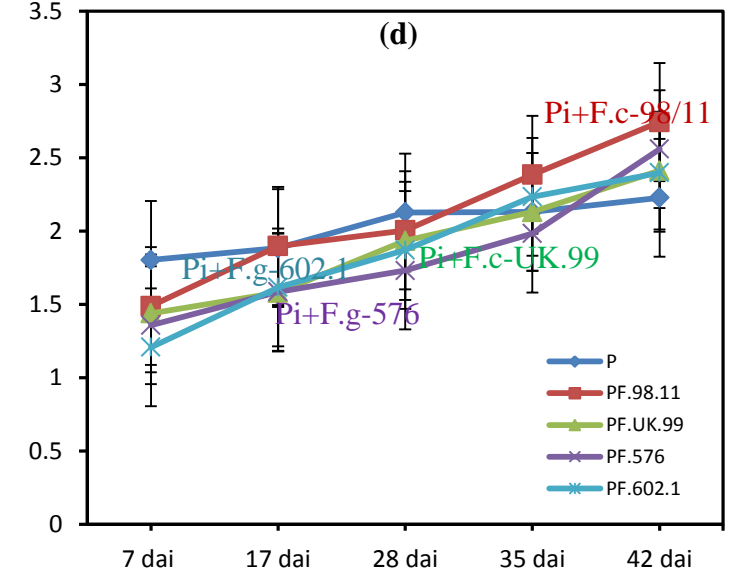 (d)
3.5
3
2.5
2
1.5
1
0.5
0
Pi+F.c-98/11
Pi+F.g-602.1
Pi+F.c-UK.99
Pi+F.g-576
P
PF.98.11
PF.UK.99
PF.576
PF.602.1
7 dai 17 dai 28 dai 35 dai 42 dai